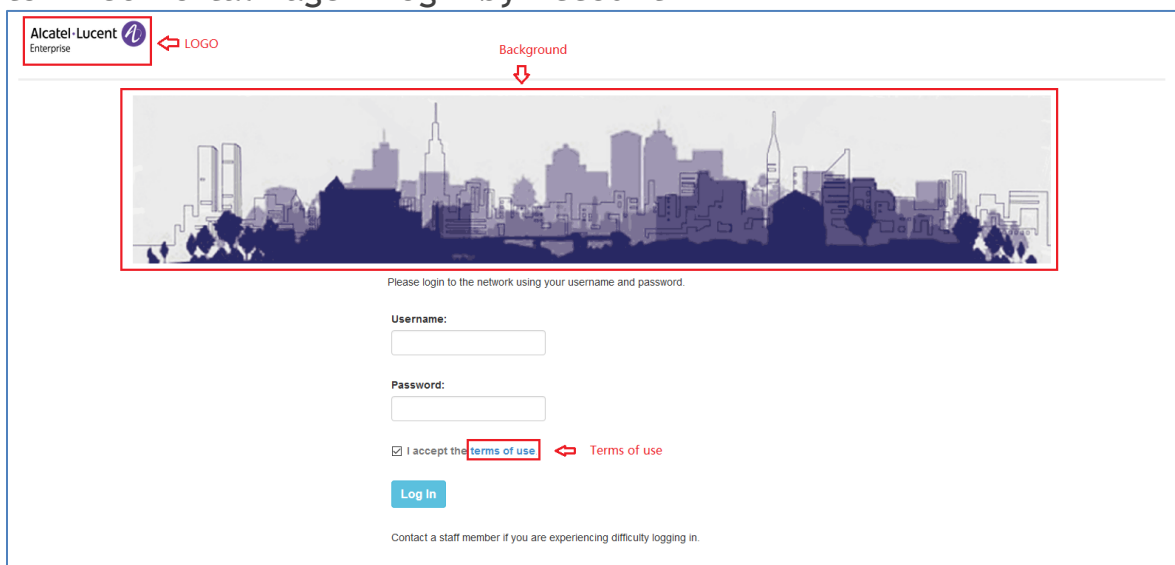 Alcatel·Lucent
Enterprise
LOGO
Background
Please login to the network using your username and password.
Username:
Password:
I accept the terms of use
Terms of use
Log In
Contact a staff member if you are experiencing difficulty logging in.